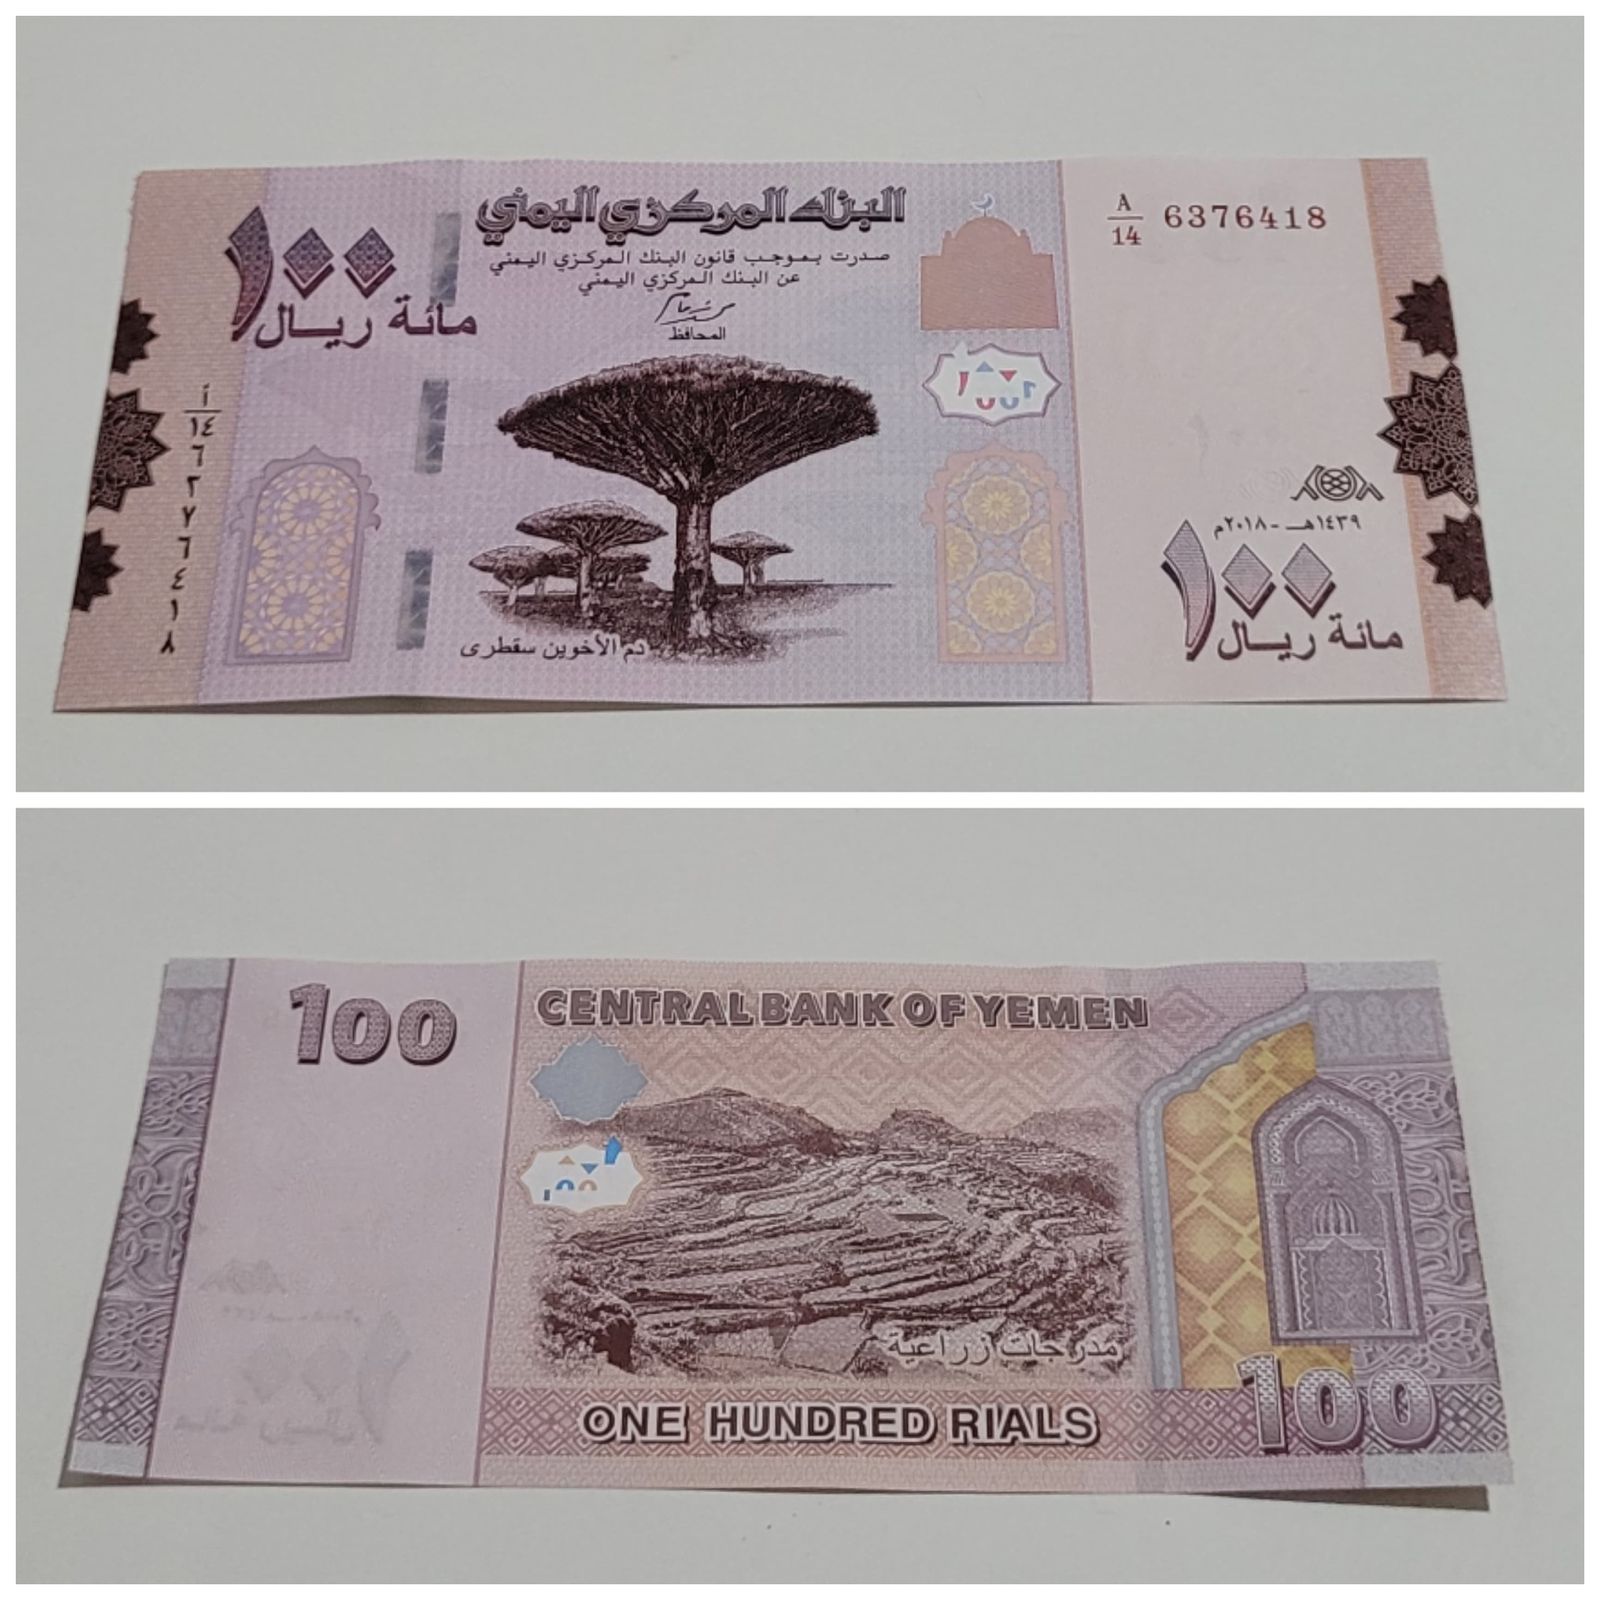 ١٠٠
مائة ريال
البنك المركزي اليمني
صدرت بموجب قانون البنك المركزي اليمني
عن البنك المركزي اليمني
المحافظ
A/14 6376418
أ/١٤ ٦٣٧٦٤١٨
دم الأخوين سقطرى
١٤٣٩هـ - ٢٠١٨م
١٠٠
مائة ريال
100
CENTRAL BANK OF YEMEN
مدرجات زراعية
ONE HUNDRED RIALS
100